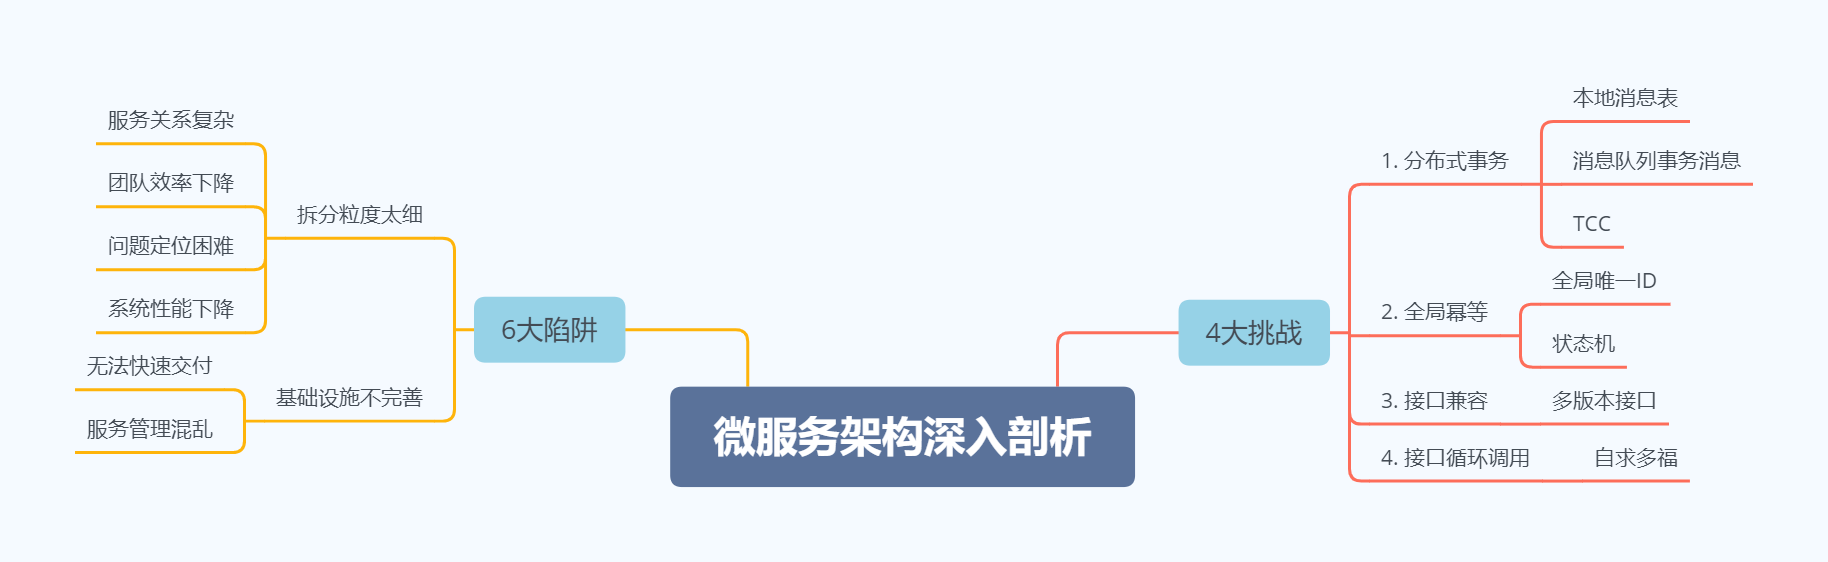 微服务架构深入剖析
6大陷阱
拆分粒度太细
服务关系复杂
团队效率下降
问题定位困难
系统性能下降
基础设施不完善
无法快速交付
服务管理混乱
4大挑战
1. 分布式事务
本地消息表
消息队列事务消息
TCC
2. 全局幂等
全局唯一ID
状态机
3. 接口兼容
多版本接口
4. 接口循环调用
自求多福